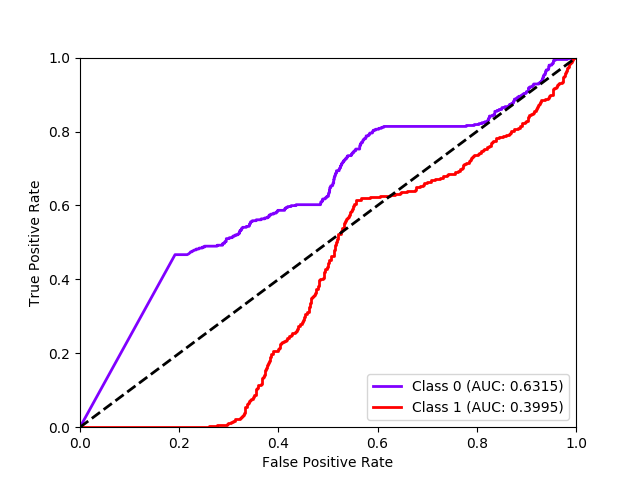 1.0
0.8
0.6
0.4
0.2
0.0
True Positive Rate
0.0 0.2 0.4 0.6 0.8 1.0
False Positive Rate
Class 0 (AUC: 0.6315)
Class 1 (AUC: 0.3995)